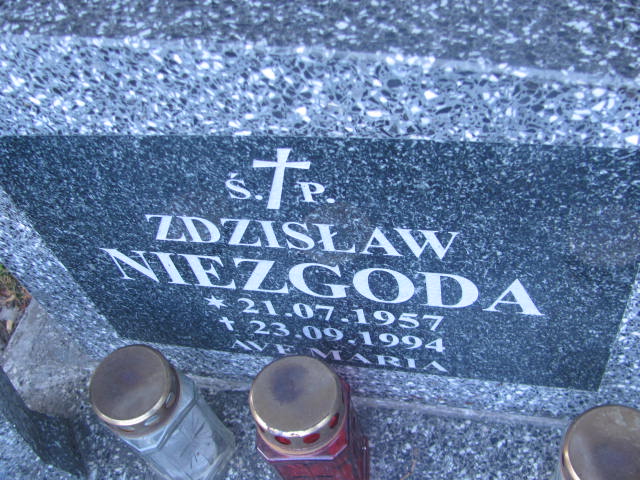 Ś. P.
ZDZISŁAW
NIEZGODA
* 21.07.1957
† 23.09.1994
AVE MARIA